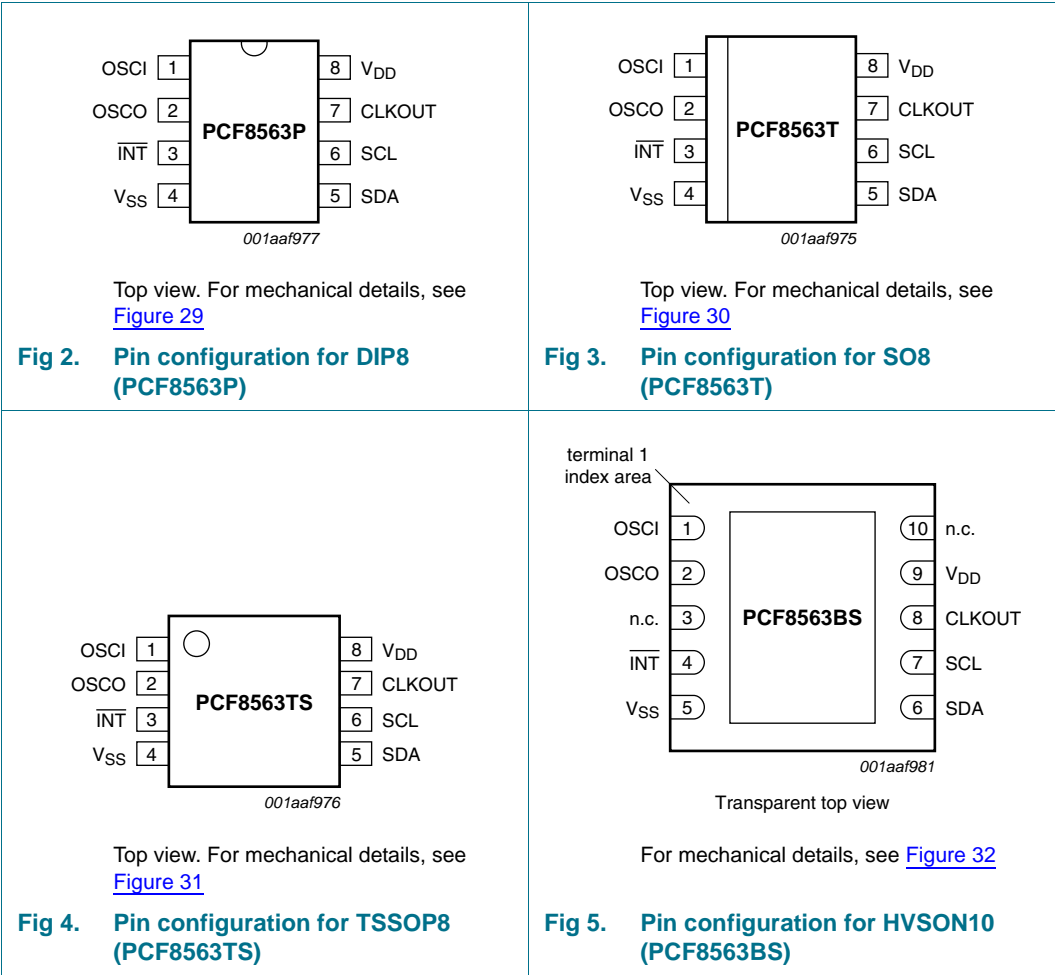 OSCI 1 8 VDD
OSCO 2 7 CLKOUT
PCF8563P
INT 3 6 SCL
VSS 4 5 SDA
001aaf977
Top view. For mechanical details, see
Figure 29
Fig 2. Pin configuration for DIP8
(PCF8563P)
OSCI 1 8 VDD
OSCO 2 7 CLKOUT
PCF8563T
INT 3 6 SCL
VSS 4 5 SDA
001aaf975
Top view. For mechanical details, see
Figure 30
Fig 3. Pin configuration for SO8
(PCF8563T)
OSCI 1 8 VDD
OSCO 2 7 CLKOUT
PCF8563TS
INT 3 6 SCL
VSS 4 5 SDA
001aaf976
Top view. For mechanical details, see
Figure 31
Fig 4. Pin configuration for TSSOP8
(PCF8563TS)
terminal 1
index area
OSCI 1 10 n.c.
OSCO 2 9 VDD
n.c. 3 PCF8563BS 8 CLKOUT
INT 4 7 SCL
VSS 5 6 SDA
001aaf981
Transparent top view
For mechanical details, see Figure 32
Fig 5. Pin configuration for HVSON10
(PCF8563BS)